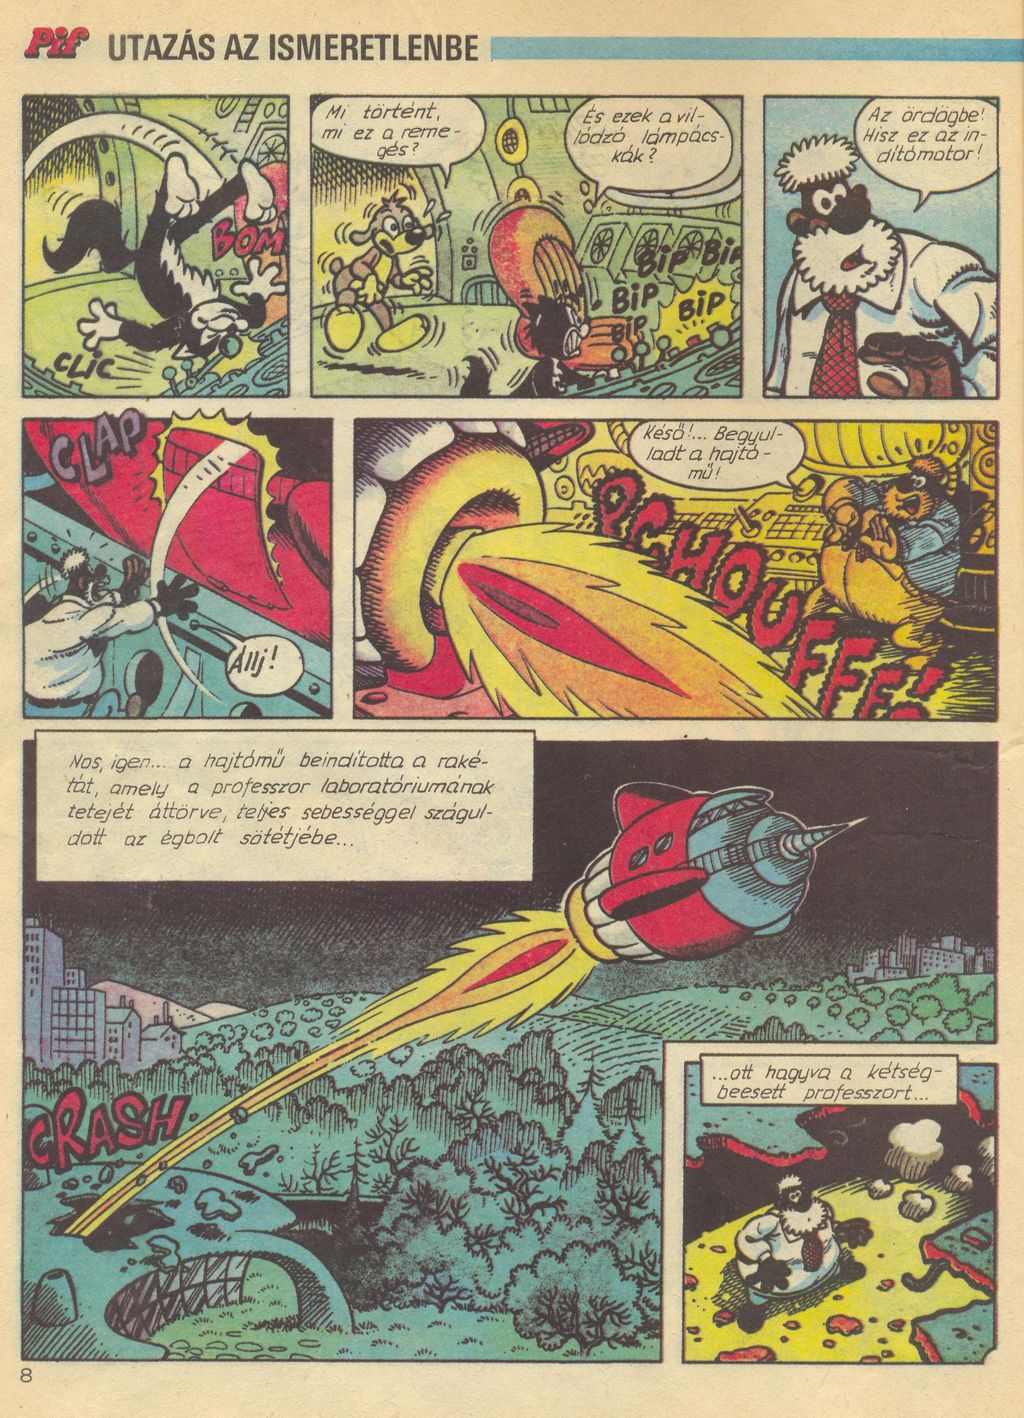 Pif UTAZÁS AZ ISMERETLENBE
BOM
CLIC
Mi történt,
mi ez a reme-
gés?
És ezek a vil-
lódzó lámpács-
kák?
BiP BiP
BiP
BiP
BiP
Az ördögbe!
Hisz ez az in-
dítómotor!
CLAP
Állj!
Késő!... Begyul-
ladt a hajtó-
mű!
PCHOUFFE!
Nos, igen... a hajtómű beindította a raké-
tát, amely a professzor laboratóriumának
tetejét áttörve, teljes sebességgel szágul-
dott az égbolt sötétjébe...
CRASH
...ott hagyva a kétség-
beesett professzort...
8